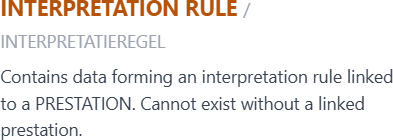 INTERPRETATION RULE /
INTERPRETATIEREGEL
Contains data forming an interpretation rule linked
to a PRESTATION. Cannot exist without a linked
prestation.